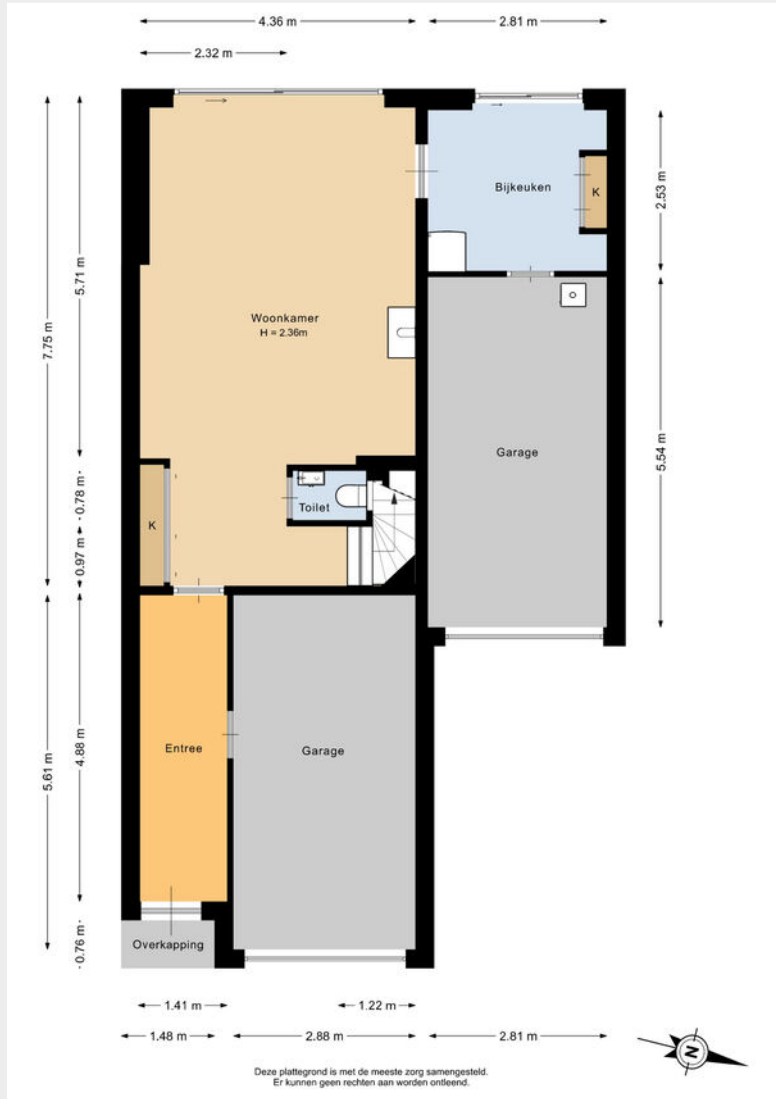 4.36 m
2.81 m
2.32 m
Bijkeuken
K
2.53 m
5.71 m
7.75 m
Woonkamer
H = 2.36m
Garage
5.54 m
0.78 m
Toilet
K
0.97 m
Entree
Garage
4.88 m
5.61 m
Overkapping
0.76 m
1.41 m
1.22 m
1.48 m
2.88 m
2.81 m
N
Deze plattegrond is met de meeste zorg samengesteld.
Er kunnen geen rechten aan worden ontleend.